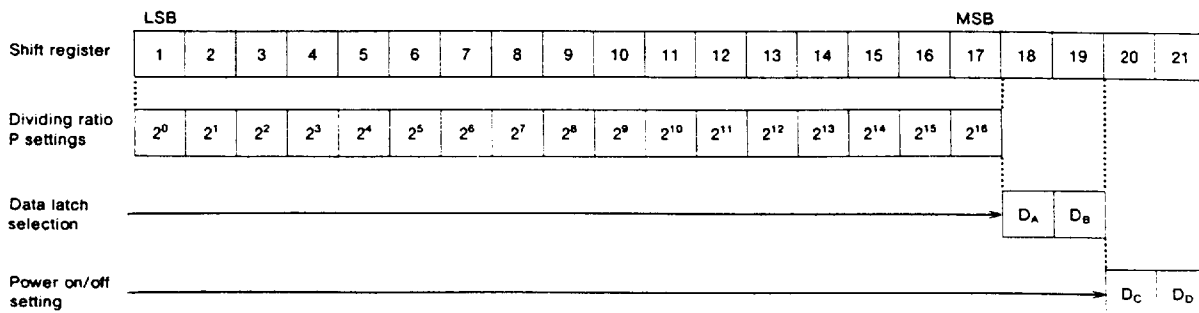 LSB MSB
Shift register 1 2 3 4 5 6 7 8 9 10 11 12 13 14 15 16 17 18 19 20 21
Dividing ratio
P settings
2⁰ 2¹ 2² 2³ 2⁴ 2⁵ 2⁶ 2⁷ 2⁸ 2⁹ 2¹⁰ 2¹¹ 2¹² 2¹³ 2¹⁴ 2¹⁵ 2¹⁶
Data latch
selection
D_A D_B
Power on/off
setting
D_C D_D